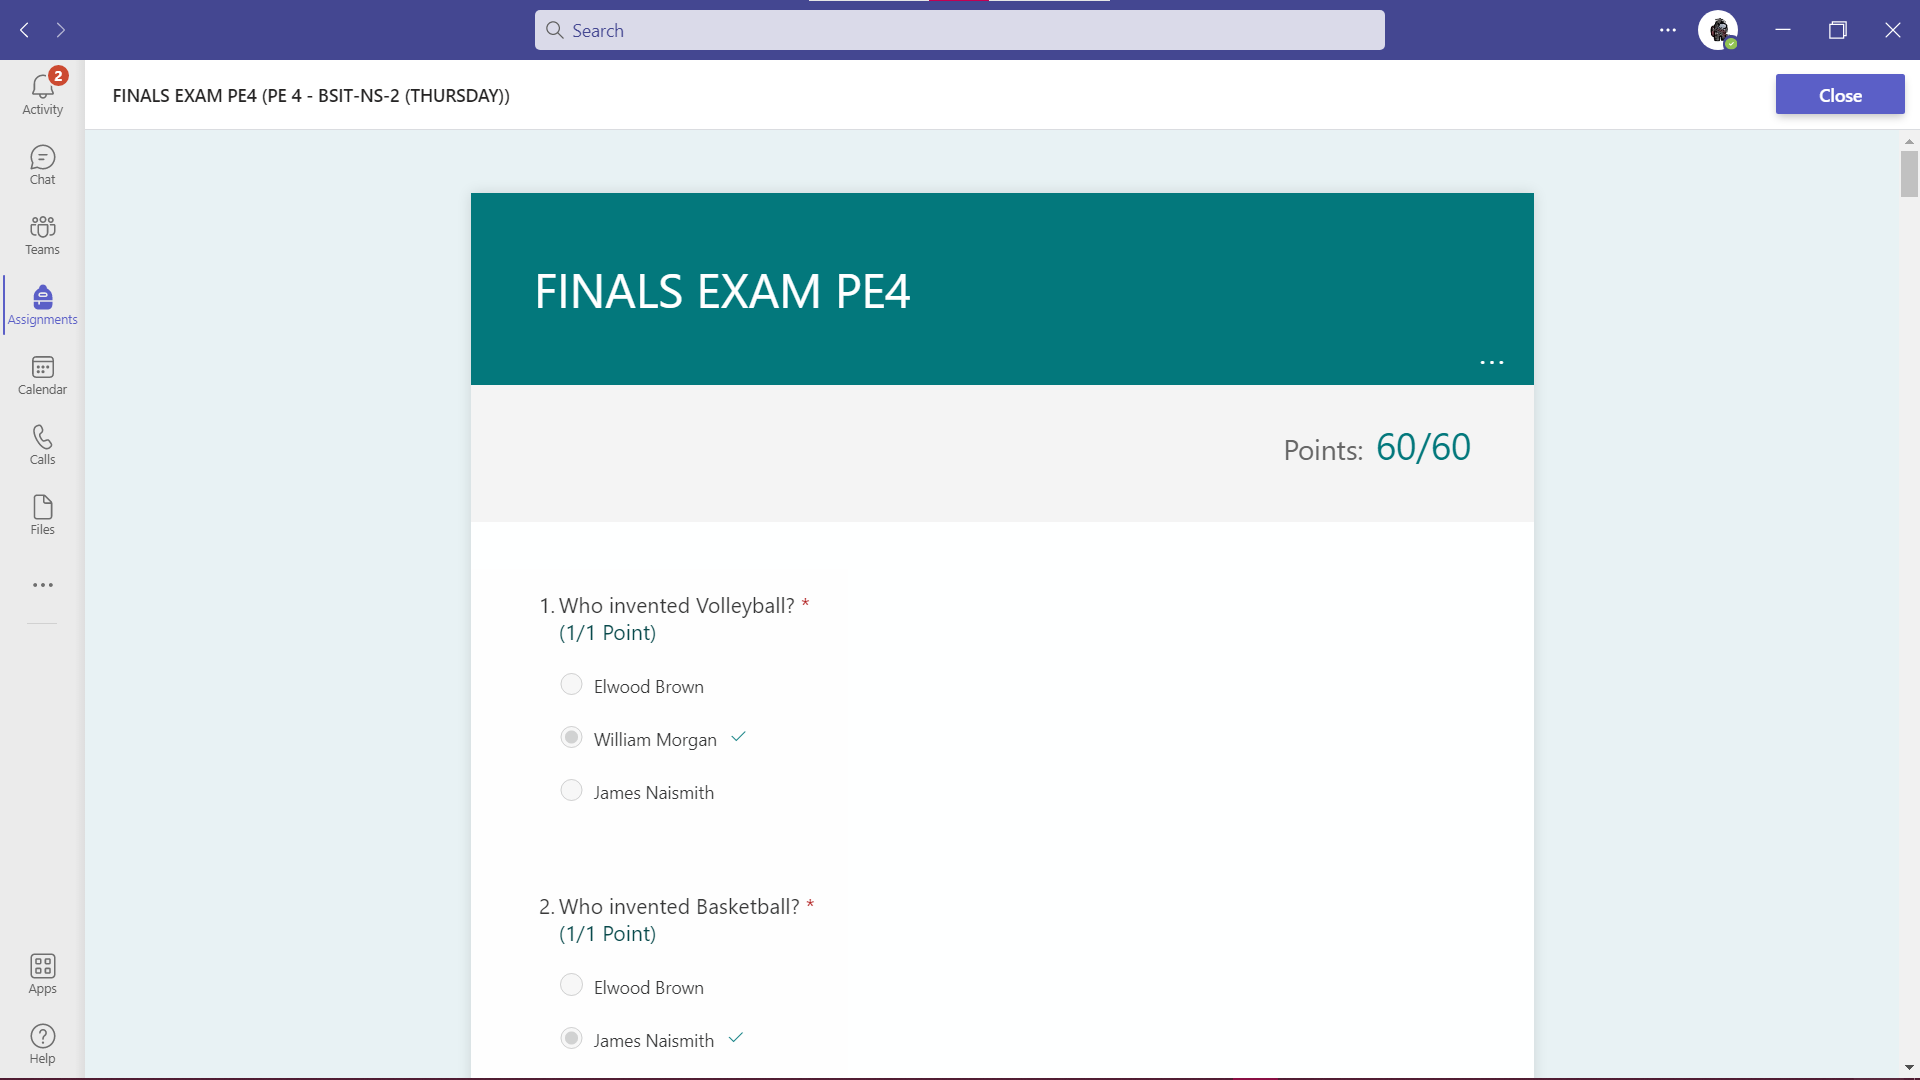 Search
2
Activity
FINALS EXAM PE4 (PE 4 - BSIT-NS-2 (THURSDAY))
Close
Chat
Teams
Assignments
Calendar
Calls
Files
Apps
Help
FINALS EXAM PE4
Points: 60/60
1. Who invented Volleyball? *
(1/1 Point)
Elwood Brown
William Morgan
James Naismith
2. Who invented Basketball? *
(1/1 Point)
Elwood Brown
James Naismith